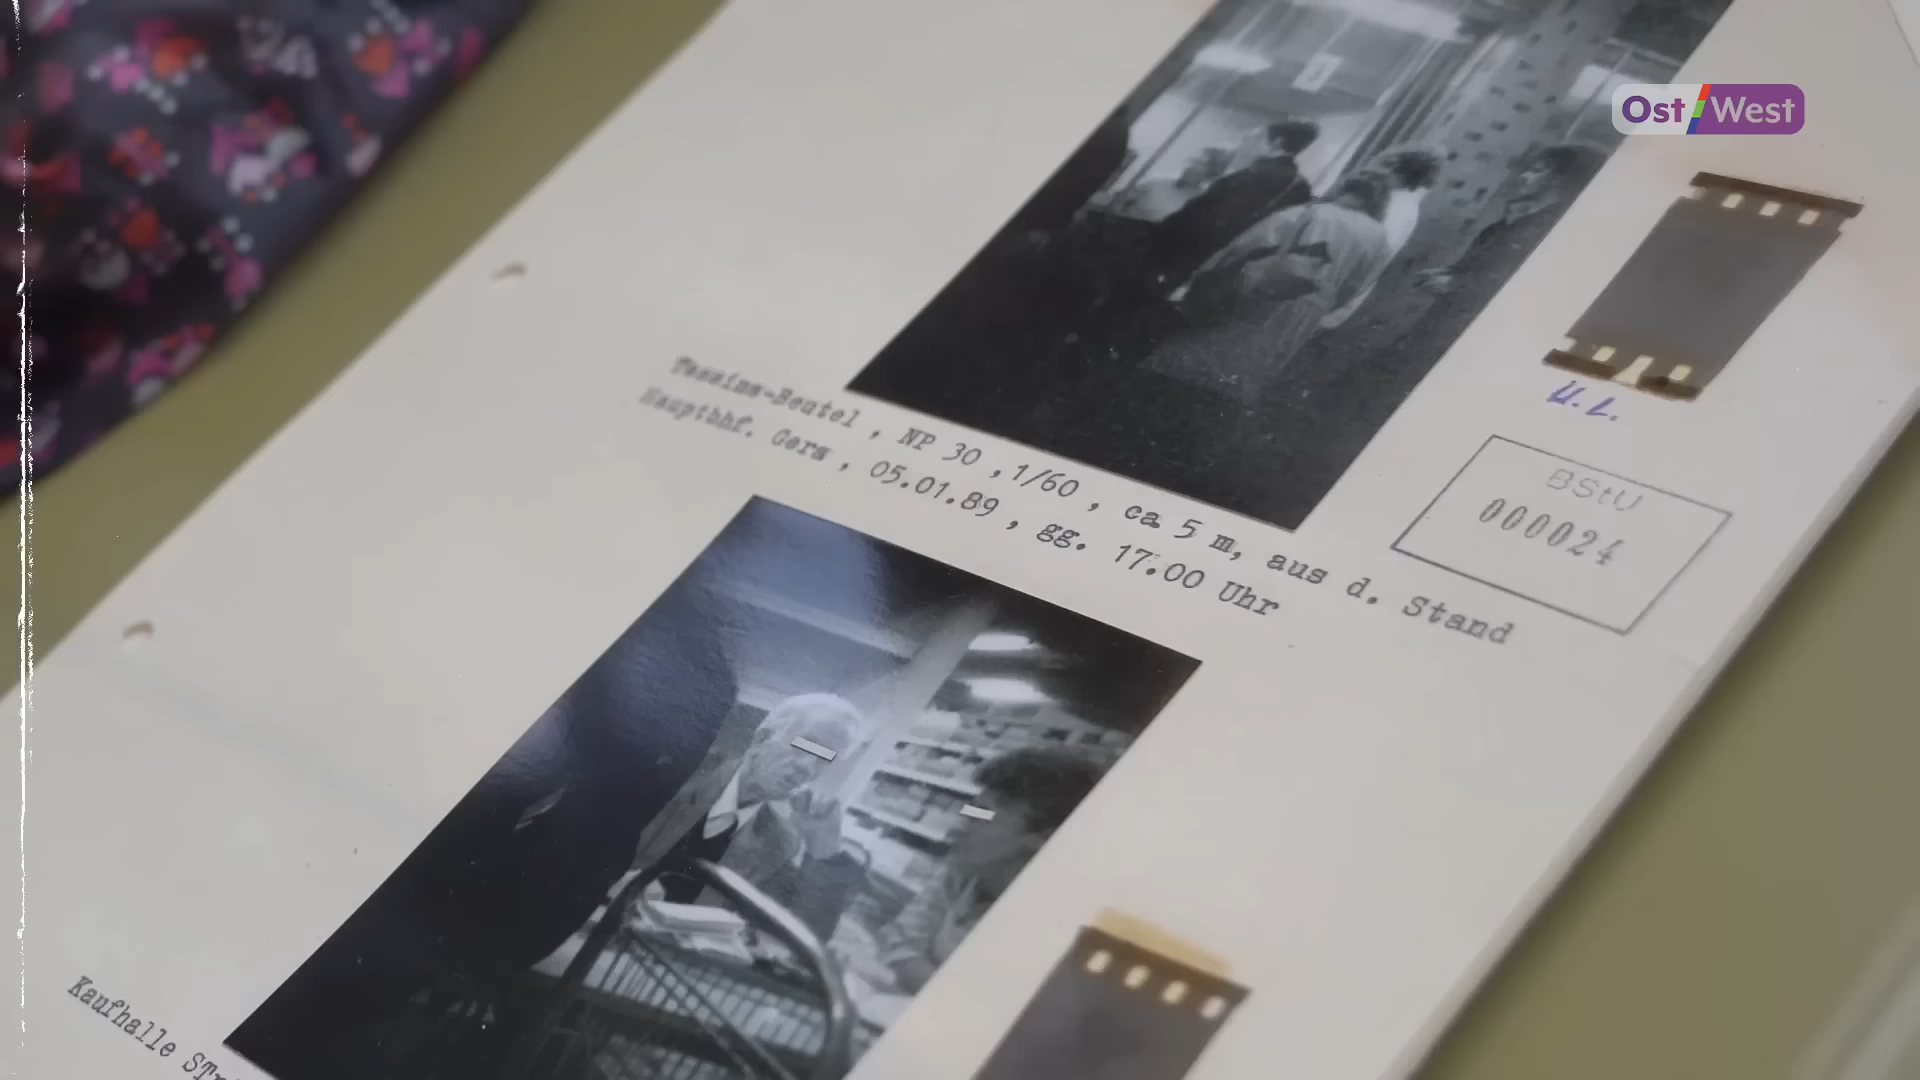 Ost/West
U.L.
BStU
000024
Tessina-Beutel , NP 30 ,1/60 , ca 5 m, aus d. Stand
Hauptbhf. Gera , 05.01.89 , gg. 17.00 Uhr
Kaufhalle